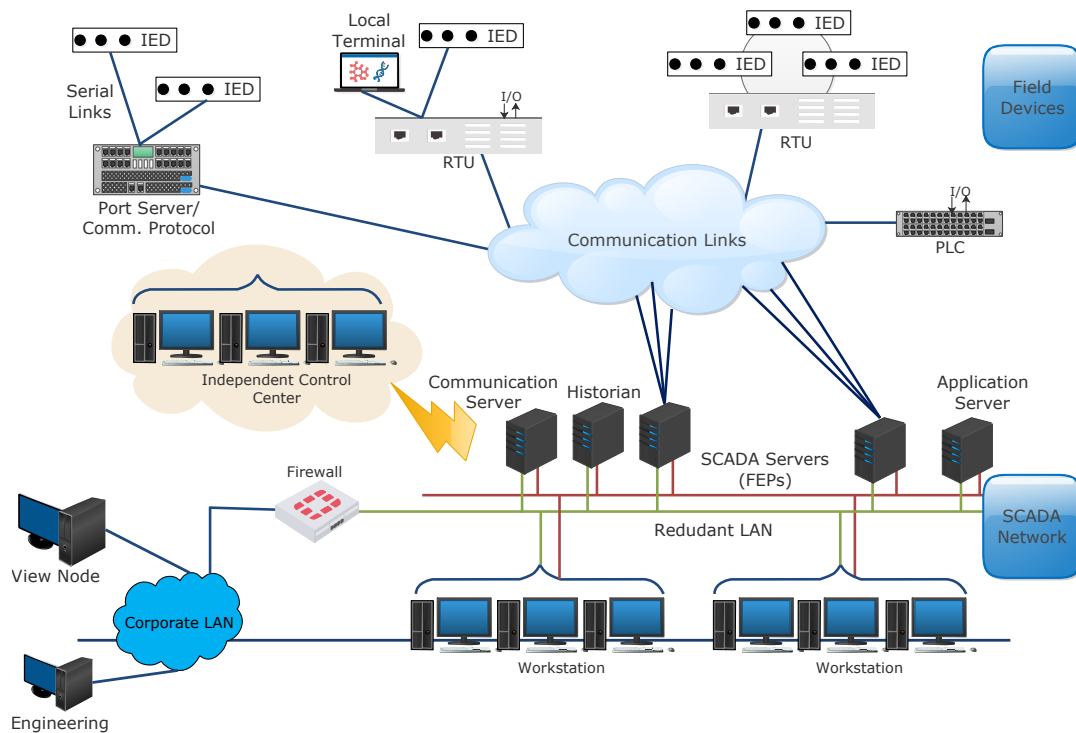 IED
Local
Terminal
IED
IED
IED
IED
IED
Serial
Links
I/O
RTU
RTU
Field
Devices
Port Server/
Comm. Protocol
Communication Links
I/O
PLC
Independent Control
Center
Communication
Server
Historian
Application
Server
SCADA Servers
(FEPs)
Firewall
Redudant LAN
SCADA
Network
View Node
Corporate LAN
Workstation
Workstation
Engineering